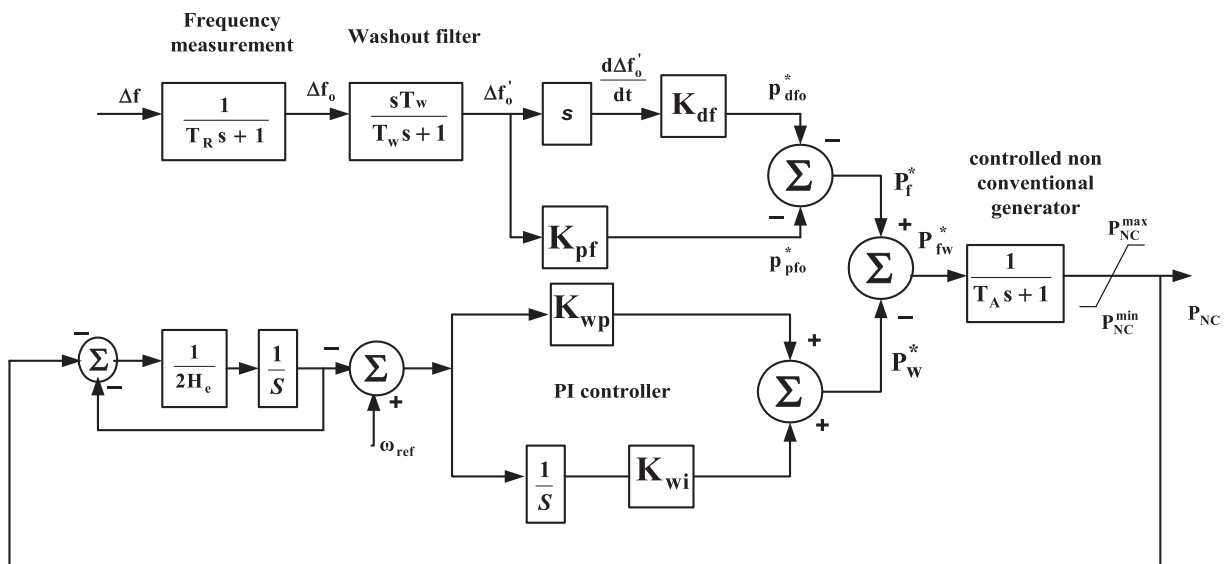 Frequency
measurement
Washout filter
Δf
1
T_R s + 1
Δf_o
sT_w
T_w s + 1
Δf_o'
s
dΔf_o'
dt
K_df
p*_dfo
−
Σ
−
K_pf
p*_pfo
P_f*
controlled non
conventional
generator
+
Σ
−
P_fw*
1
T_A s + 1
P_NC^max
P_NC^min
P_NC
K_wp
−
Σ
−
1
2H_e
1
S
−
Σ
+
ω_ref
PI controller
+
Σ
+
P_w*
1
S
K_wi